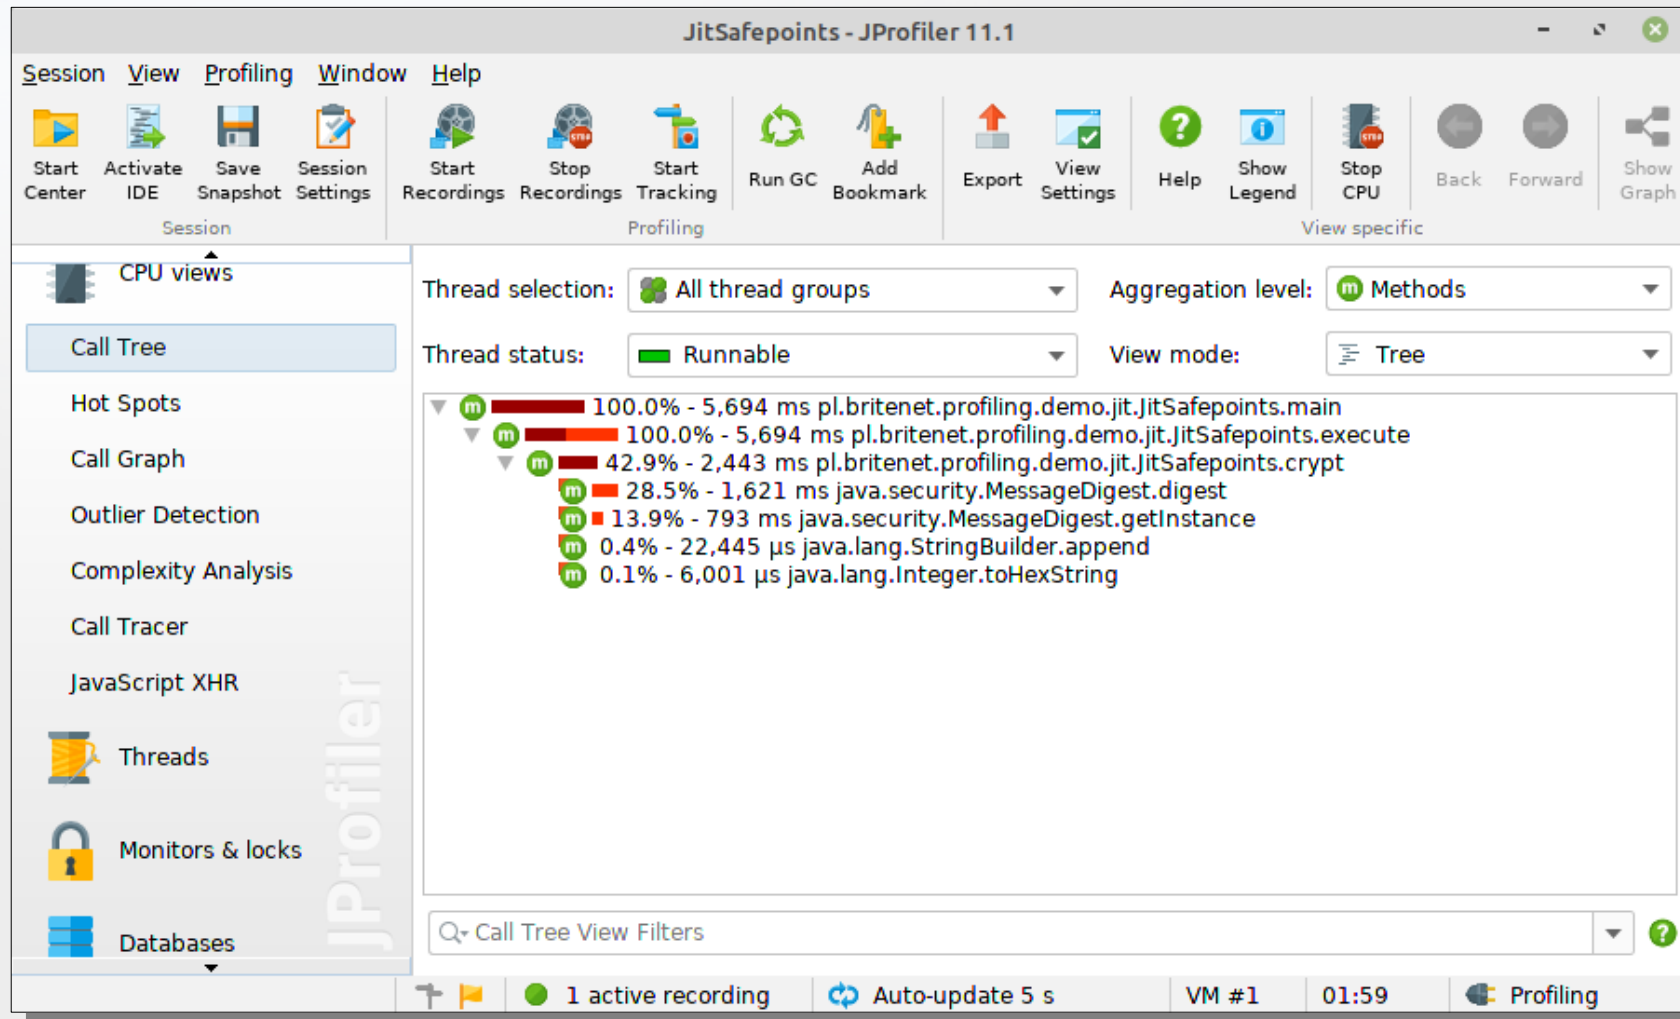 JitSafepoints - JProfiler 11.1
Session View Profiling Window Help
Start Center
Activate IDE
Save Snapshot
Session Settings
Start Recordings
Stop Recordings
Start Tracking
Run GC
Add Bookmark
Export
View Settings
Help
Show Legend
Stop CPU
Back
Forward
Show Graph
Session
Profiling
View specific
CPU views
Call Tree
Hot Spots
Call Graph
Outlier Detection
Complexity Analysis
Call Tracer
JavaScript XHR
Threads
Monitors & locks
Databases
JProfiler
Thread selection: All thread groups
Aggregation level: m Methods
Thread status: Runnable
View mode: Tree
m 100.0% - 5,694 ms pl.britenet.profiling.demo.jit.JitSafepoints.main
m 100.0% - 5,694 ms pl.britenet.profiling.demo.jit.JitSafepoints.execute
m 42.9% - 2,443 ms pl.britenet.profiling.demo.jit.JitSafepoints.crypt
m 28.5% - 1,621 ms java.security.MessageDigest.digest
m 13.9% - 793 ms java.security.MessageDigest.getInstance
m 0.4% - 22,445 µs java.lang.StringBuilder.append
m 0.1% - 6,001 µs java.lang.Integer.toHexString
Call Tree View Filters
1 active recording
Auto-update 5 s
VM #1
01:59
Profiling